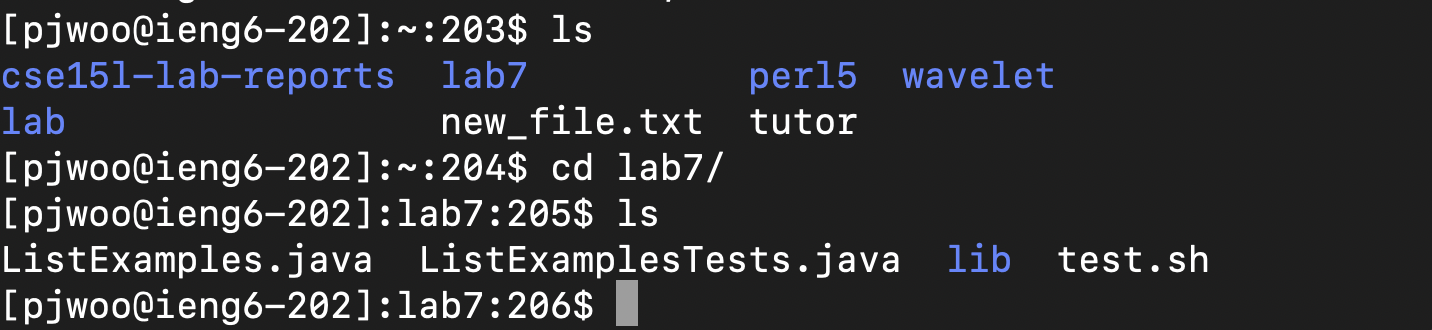 [pjwoo@ieng6-202]:~:203$ ls
cse15l-lab-reports  lab7          perl5  wavelet
lab                 new_file.txt  tutor
[pjwoo@ieng6-202]:~:204$ cd lab7/
[pjwoo@ieng6-202]:lab7:205$ ls
ListExamples.java  ListExamplesTests.java  lib  test.sh
[pjwoo@ieng6-202]:lab7:206$